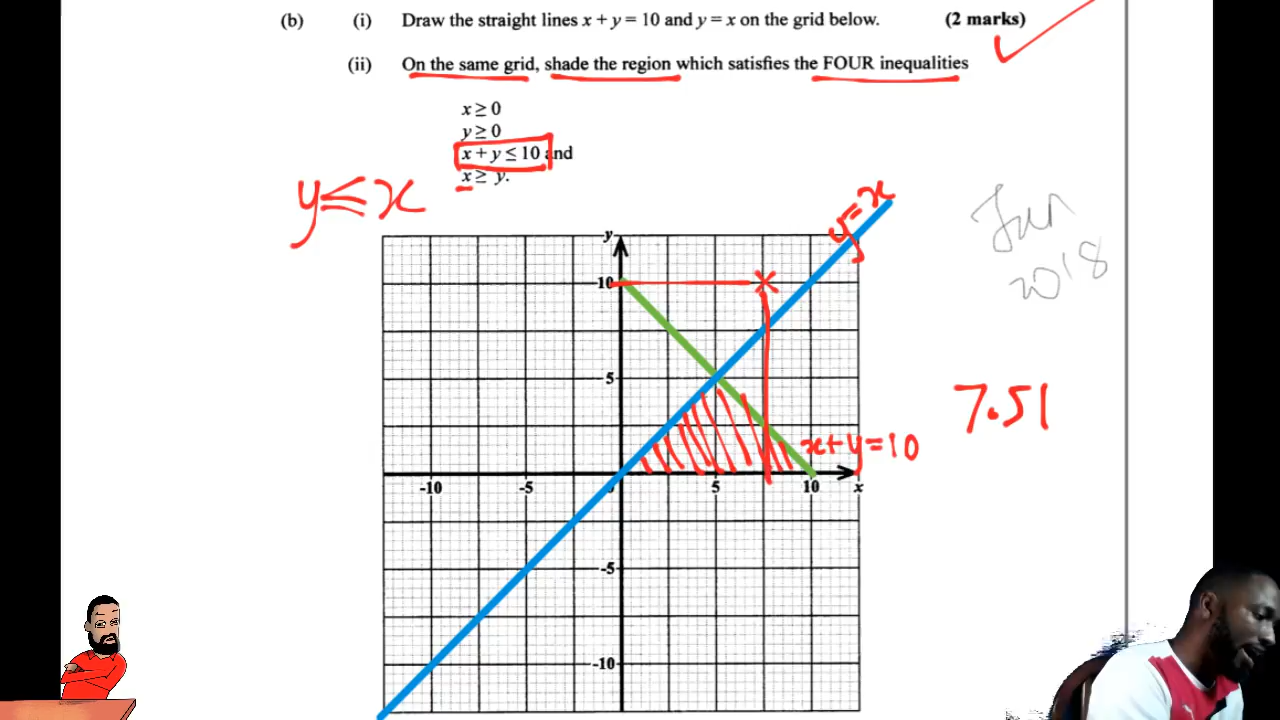 (b) (i) Draw the straight lines x + y = 10 and y = x on the grid below. (2 marks)
(ii) On the same grid, shade the region which satisfies the FOUR inequalities
x ≥ 0
y ≥ 0
x + y ≤ 10 and
x ≥ y.
y ≤ x
y=x
Jun
2018
y
10
5
7.51
x+y=10
-10 -5 0 5 10 x
-5
-10